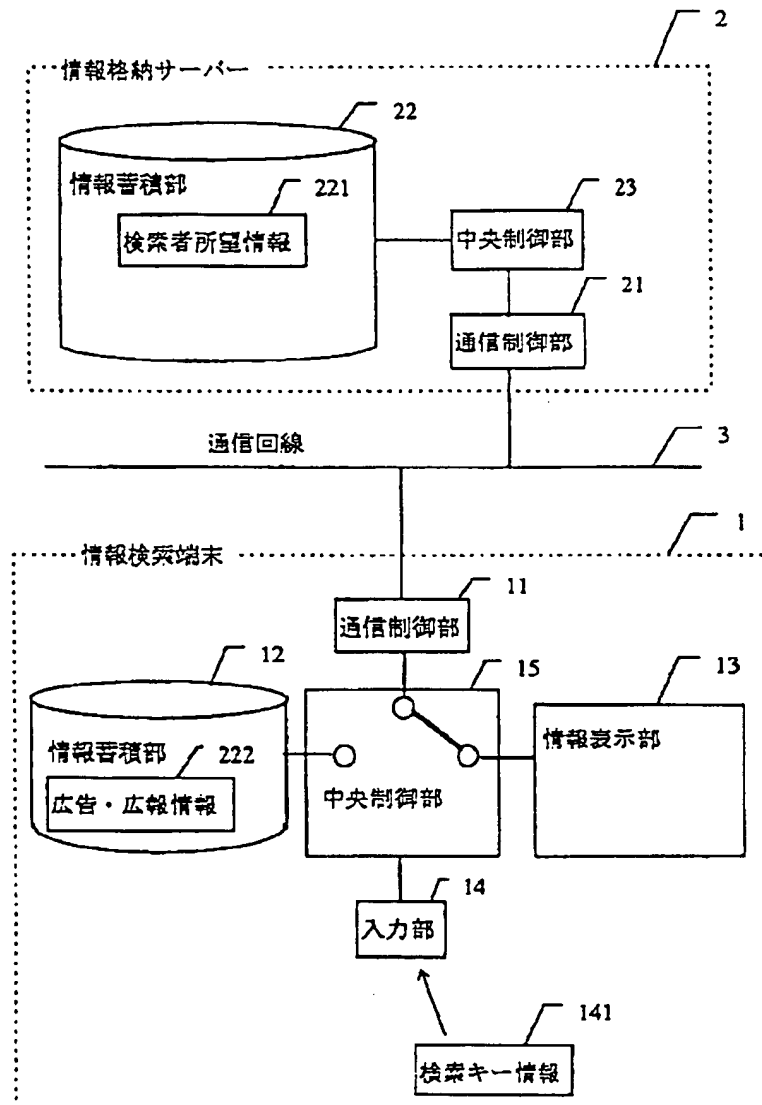 2
情報格納サーバー
22
情報蓄積部
221
検索者所望情報
23
中央制御部
21
通信制御部
通信回線
3
1
情報検索端末
11
通信制御部
12
15
13
情報蓄積部
222
広告・広報情報
中央制御部
情報表示部
14
入力部
141
検索キー情報